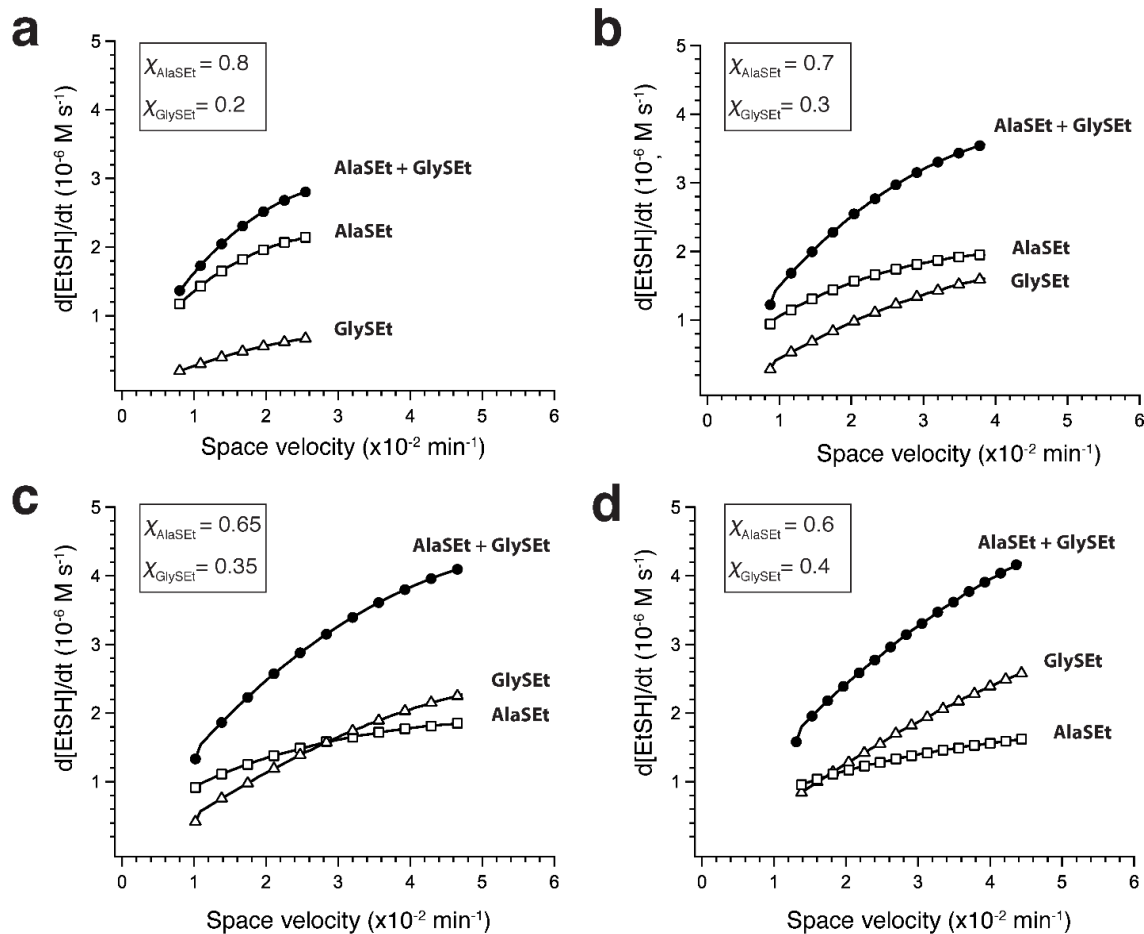 a
d[EtSH]/dt (10⁻⁶ M s⁻¹)
5
4
3
2
1
χAlaSEt = 0.8
χGlySEt = 0.2
AlaSEt + GlySEt
AlaSEt
GlySEt
0 1 2 3 4 5 6
Space velocity (x10⁻² min⁻¹)
b
d[EtSH]/dt (10⁻⁶, M s⁻¹)
5
4
3
2
1
χAlaSEt = 0.7
χGlySEt = 0.3
AlaSEt + GlySEt
AlaSEt
GlySEt
0 1 2 3 4 5 6
Space velocity (x10⁻² min⁻¹)
c
d[EtSH]/dt (10⁻⁶ M s⁻¹)
5
4
3
2
1
χAlaSEt = 0.65
χGlySEt = 0.35
AlaSEt + GlySEt
GlySEt
AlaSEt
0 1 2 3 4 5 6
Space velocity (x10⁻² min⁻¹)
d
d[EtSH]/dt (10⁻⁶ M s⁻¹)
5
4
3
2
1
χAlaSEt = 0.6
χGlySEt = 0.4
AlaSEt + GlySEt
GlySEt
AlaSEt
0 1 2 3 4 5 6
Space velocity (x10⁻² min⁻¹)